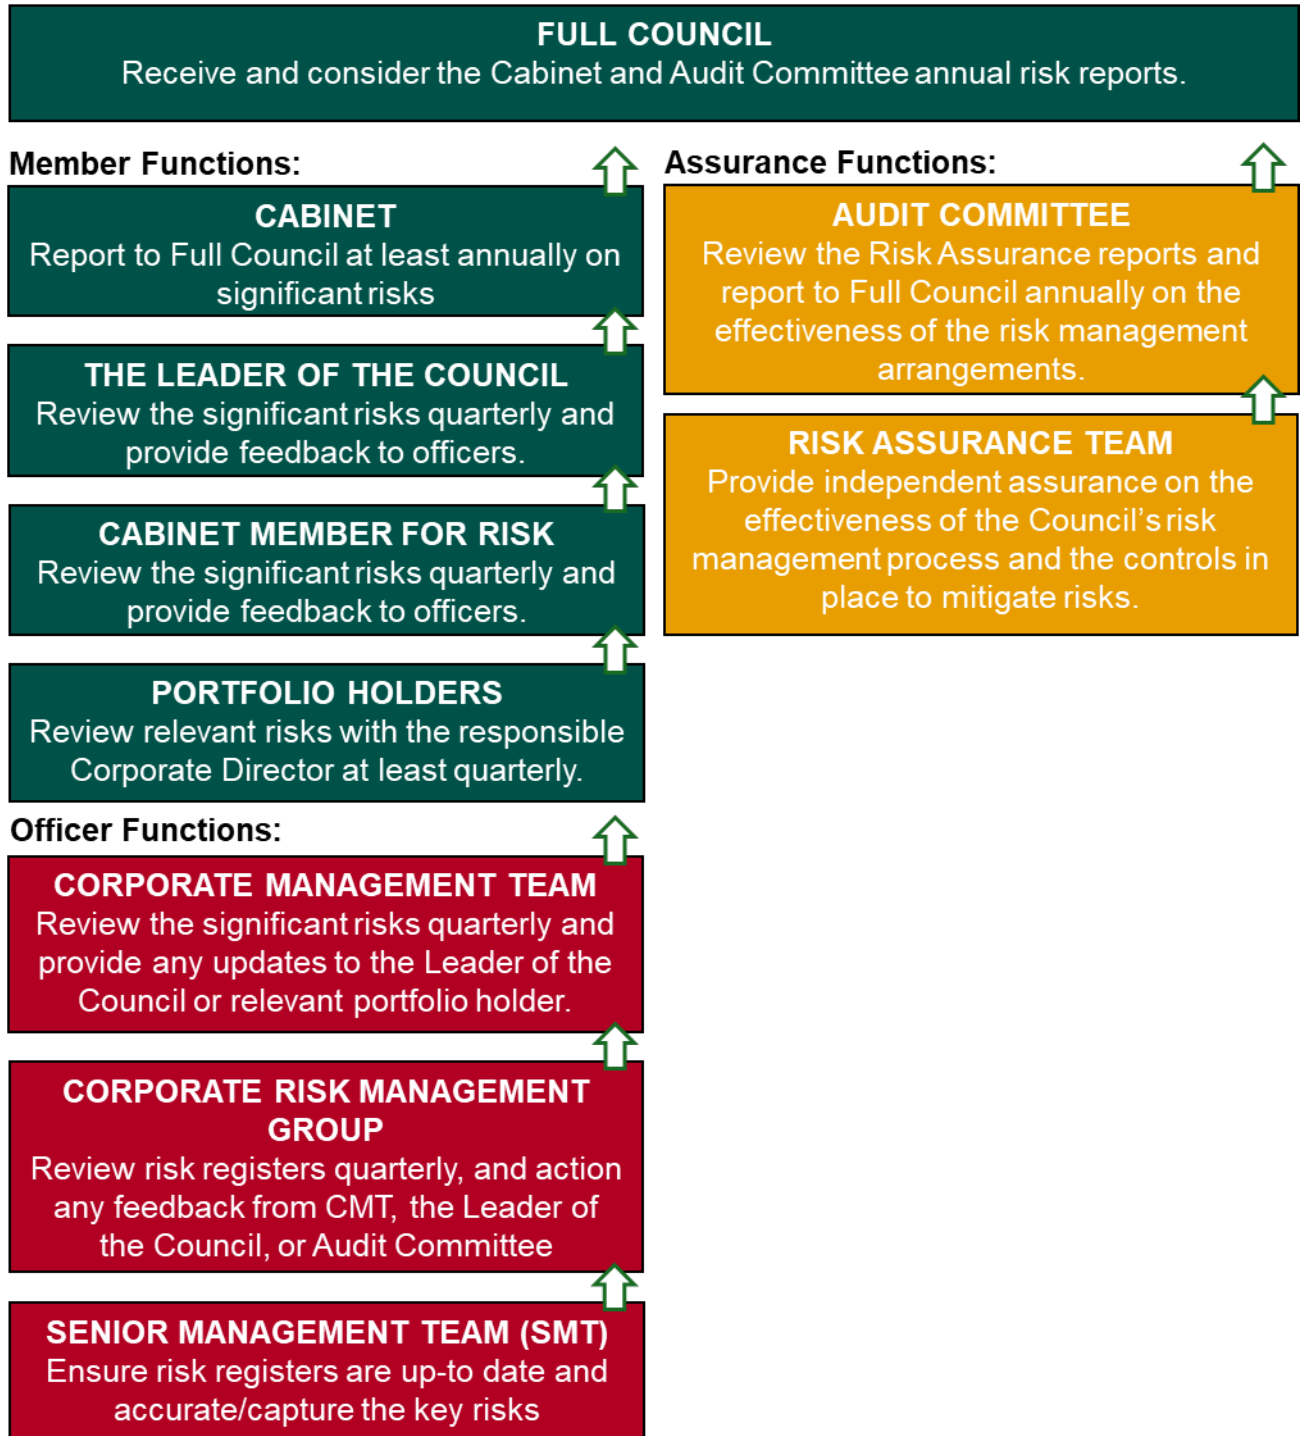 FULL COUNCIL
Receive and consider the Cabinet and Audit Committee annual risk reports.
Member Functions:
CABINET
Report to Full Council at least annually on
significant risks
THE LEADER OF THE COUNCIL
Review the significant risks quarterly and
provide feedback to officers.
CABINET MEMBER FOR RISK
Review the significant risks quarterly and
provide feedback to officers.
PORTFOLIO HOLDERS
Review relevant risks with the responsible
Corporate Director at least quarterly.
Officer Functions:
CORPORATE MANAGEMENT TEAM
Review the significant risks quarterly and
provide any updates to the Leader of the
Council or relevant portfolio holder.
CORPORATE RISK MANAGEMENT
GROUP
Review risk registers quarterly, and action
any feedback from CMT, the Leader of
the Council, or Audit Committee
SENIOR MANAGEMENT TEAM (SMT)
Ensure risk registers are up-to date and
accurate/capture the key risks
Assurance Functions:
AUDIT COMMITTEE
Review the Risk Assurance reports and
report to Full Council annually on the
effectiveness of the risk management
arrangements.
RISK ASSURANCE TEAM
Provide independent assurance on the
effectiveness of the Council’s risk
management process and the controls in
place to mitigate risks.